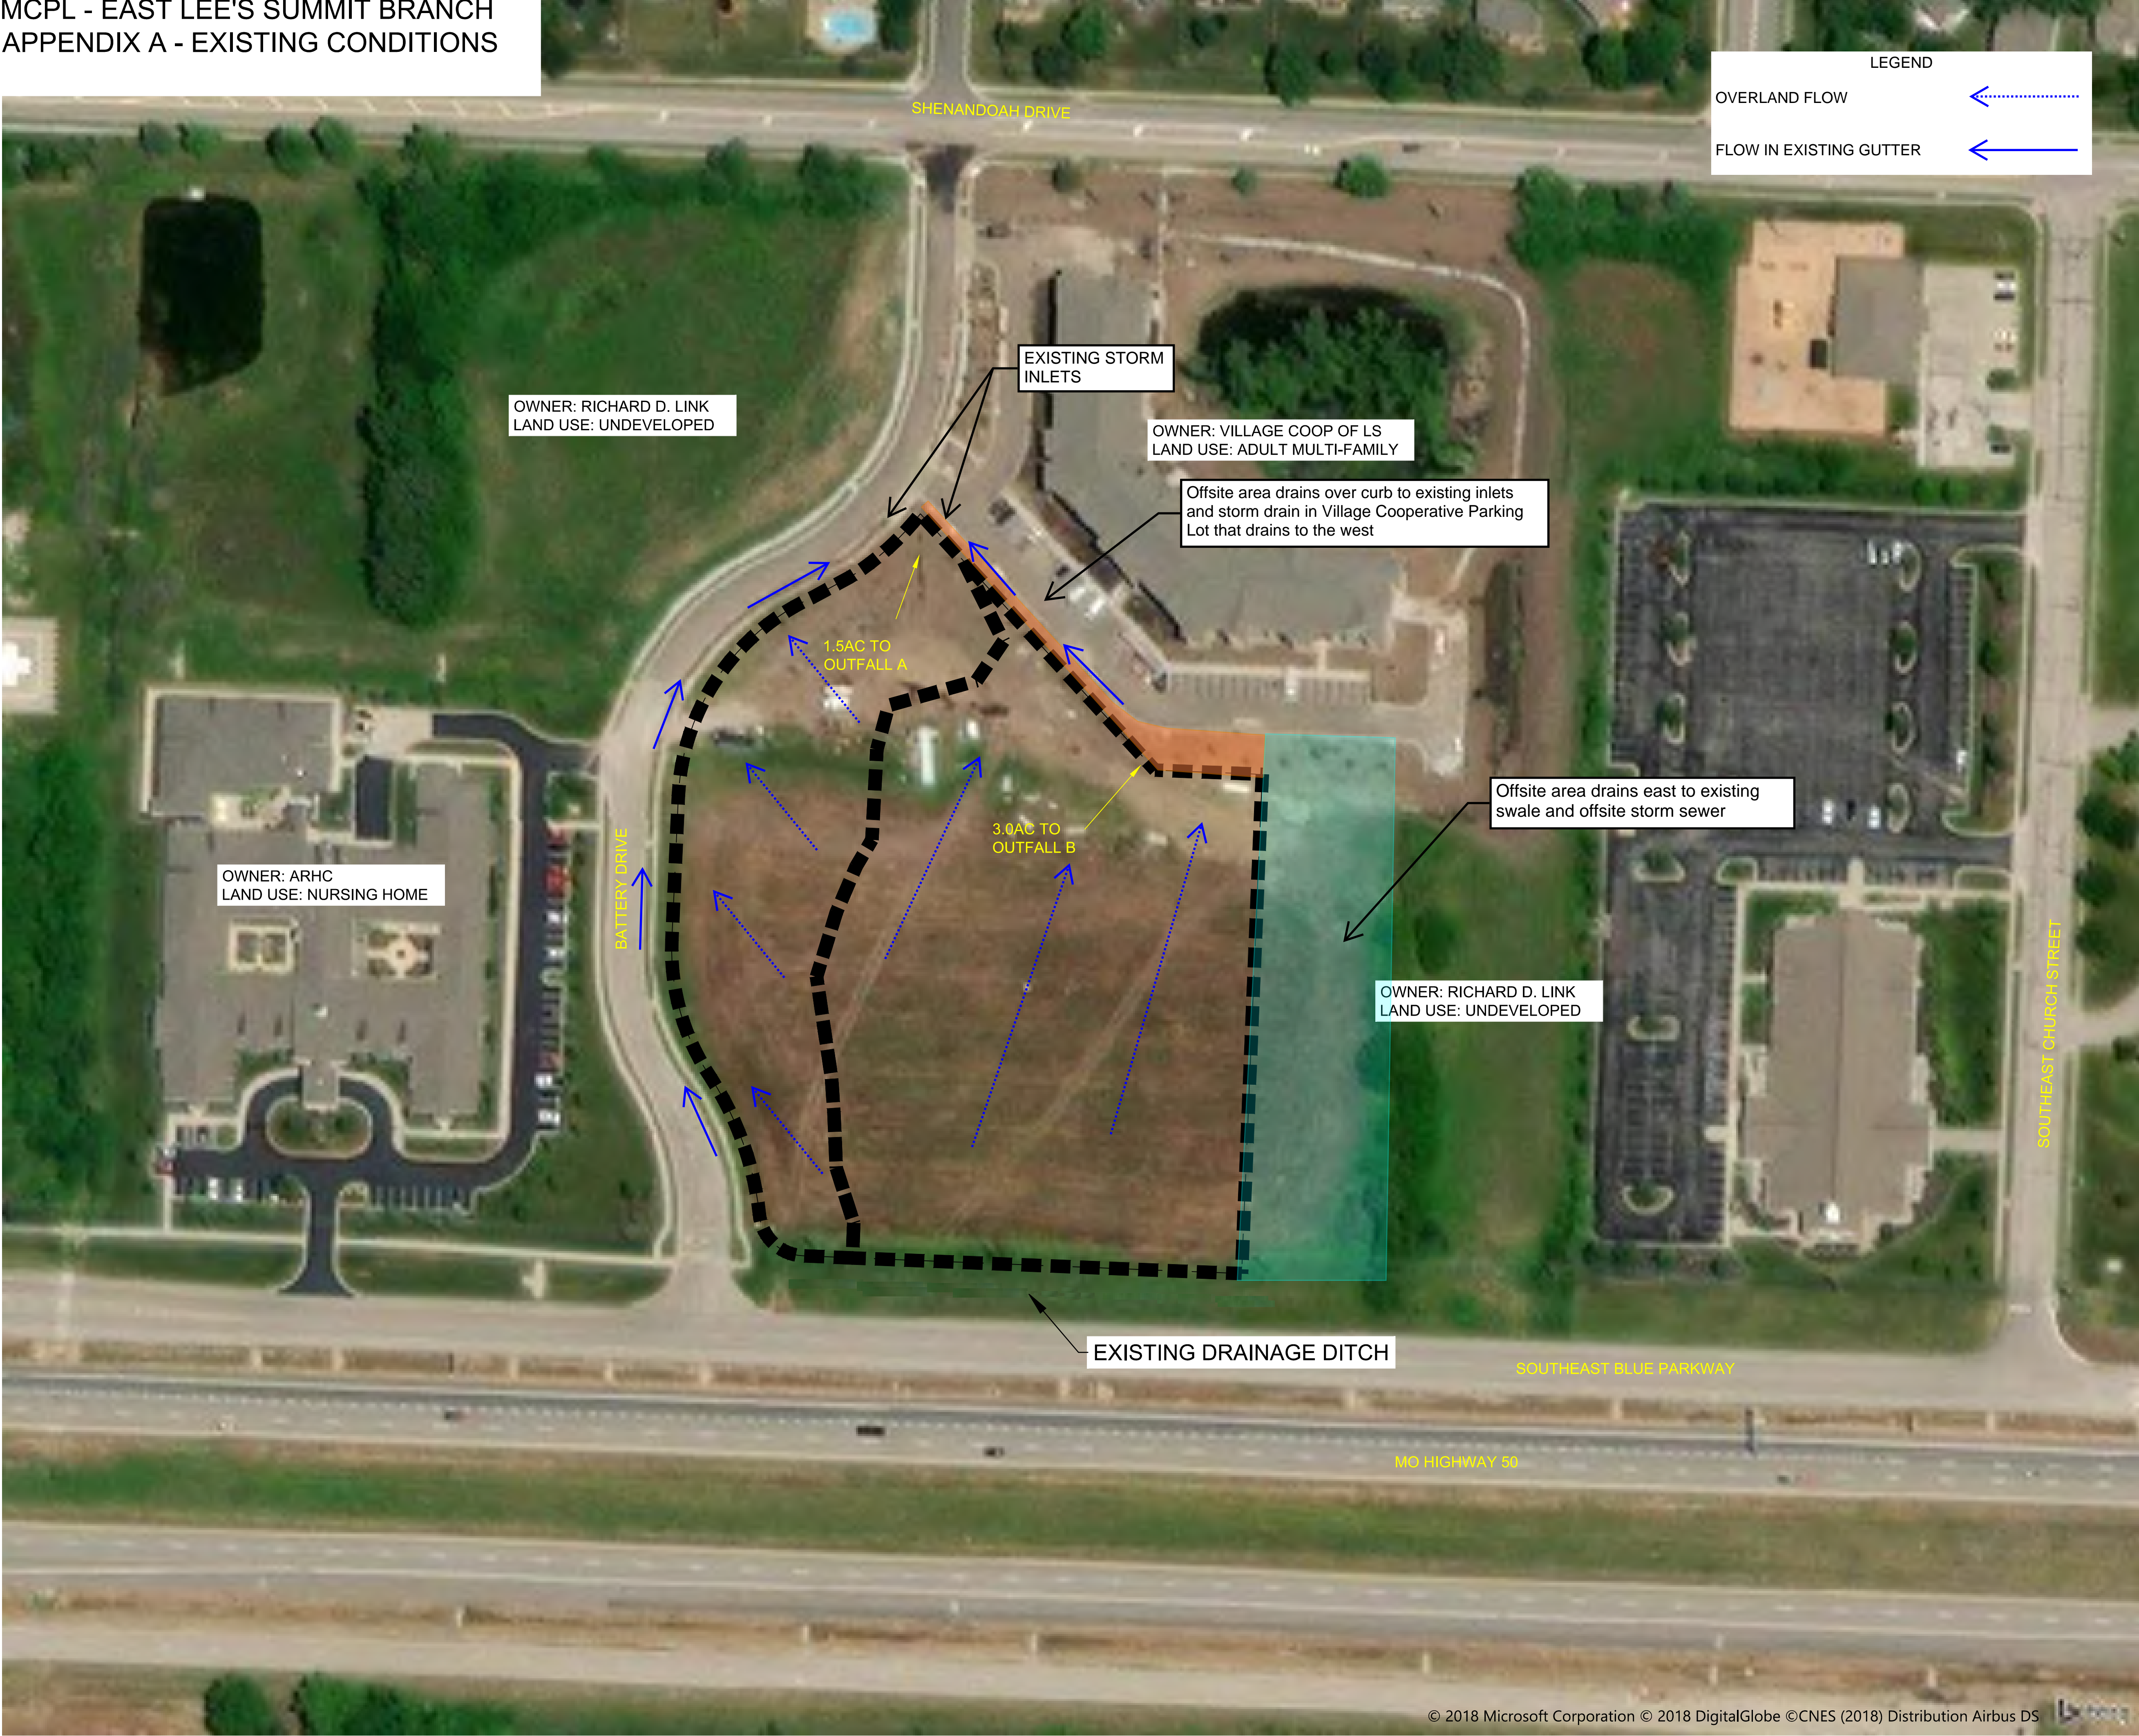 MCPL - EAST LEE'S SUMMIT BRANCH
APPENDIX A - EXISTING CONDITIONS
LEGEND
OVERLAND FLOW
FLOW IN EXISTING GUTTER
SHENANDOAH DRIVE
EXISTING STORM
INLETS
OWNER: RICHARD D. LINK
LAND USE: UNDEVELOPED
OWNER: VILLAGE COOP OF LS
LAND USE: ADULT MULTI-FAMILY
Offsite area drains over curb to existing inlets
and storm drain in Village Cooperative Parking
Lot that drains to the west
1.5AC TO
OUTFALL A
Offsite area drains east to existing
swale and offsite storm sewer
3.0AC TO
OUTFALL B
OWNER: ARHC
LAND USE: NURSING HOME
BATTERY DRIVE
OWNER: RICHARD D. LINK
LAND USE: UNDEVELOPED
SOUTHEAST CHURCH STREET
EXISTING DRAINAGE DITCH
SOUTHEAST BLUE PARKWAY
MO HIGHWAY 50
© 2018 Microsoft Corporation © 2018 DigitalGlobe ©CNES (2018) Distribution Airbus DS